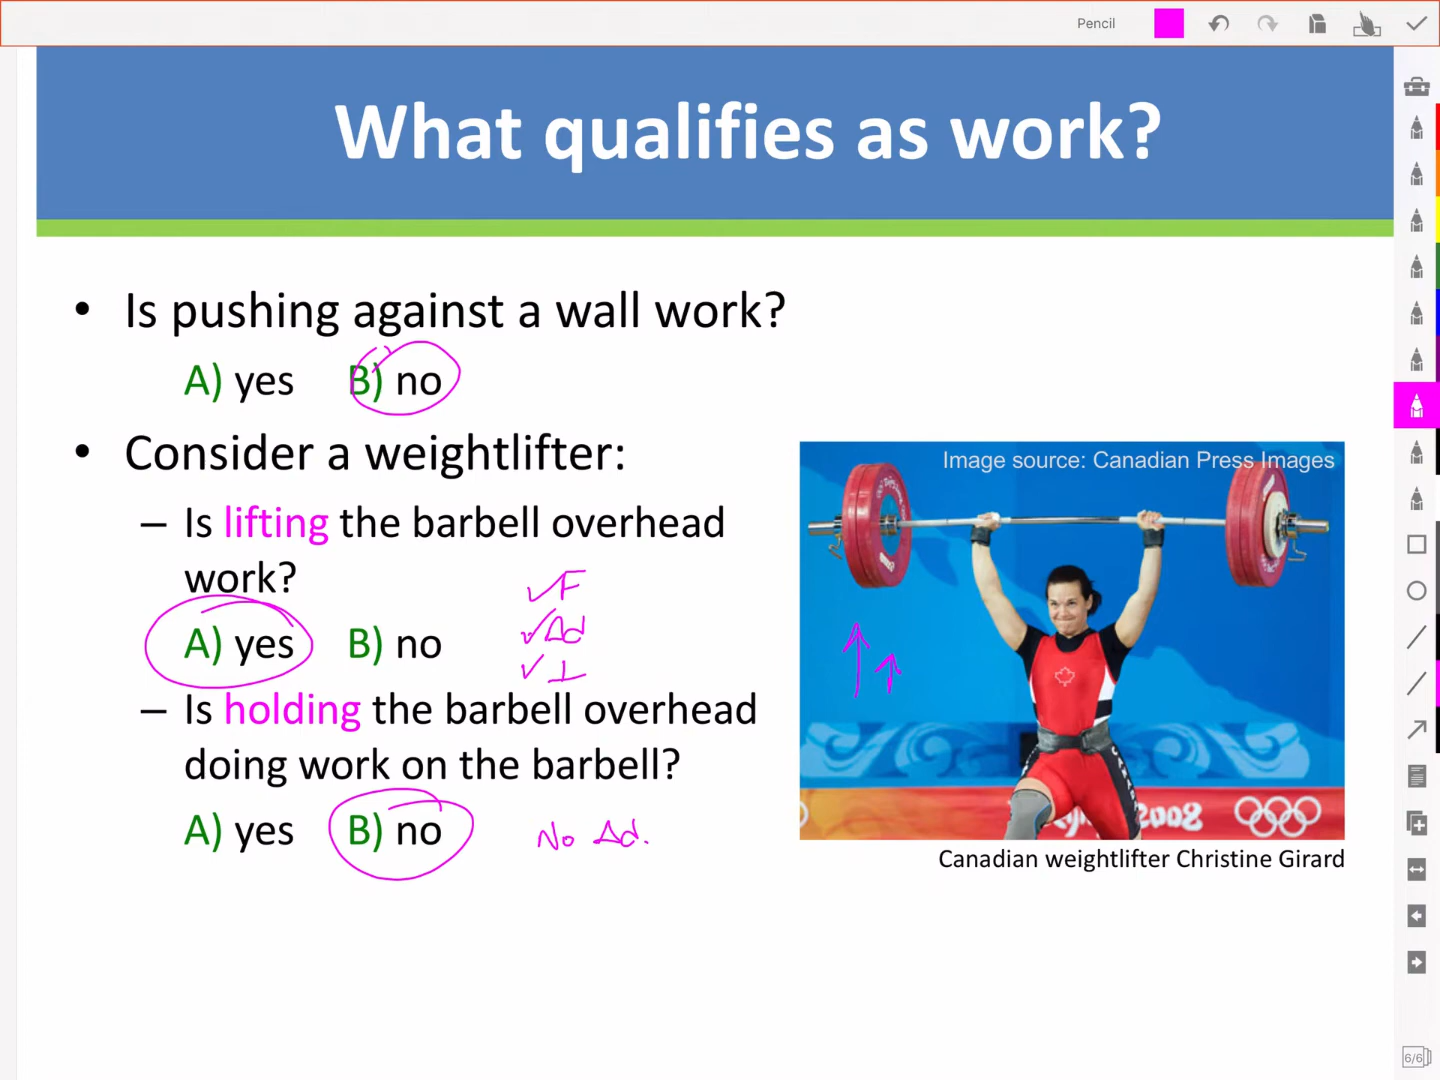 Pencil
What qualifies as work?
• Is pushing against a wall work?
A) yes B) no
• Consider a weightlifter:
– Is lifting the barbell overhead
work?
✓F
✓Δd
A) yes B) no
✓⊥
– Is holding the barbell overhead
doing work on the barbell?
A) yes B) no
No Δd.
Image source: Canadian Press Images
2008
Canadian weightlifter Christine Girard
6/6